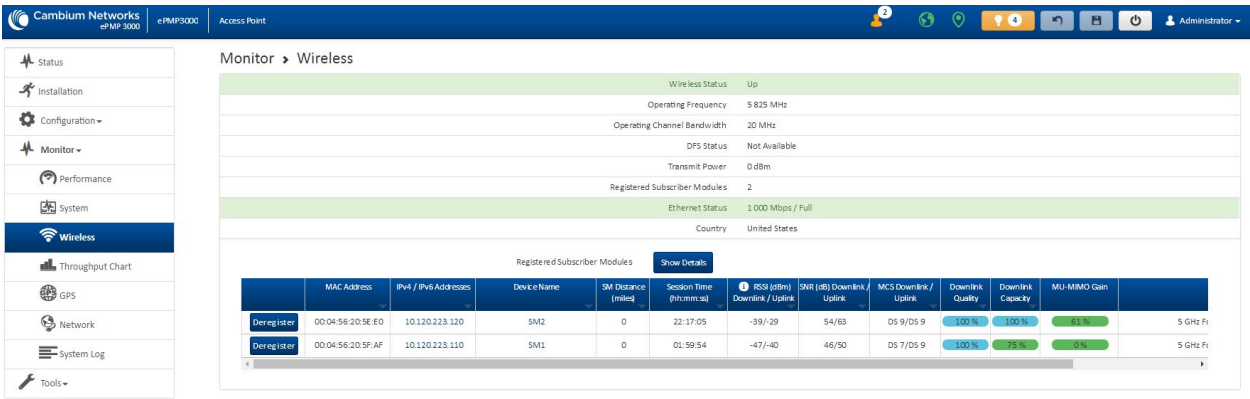 Cambium Networks
ePMP 3000
ePMP3000
Access Point
2
4
Administrator
Status
Installation
Configuration
Monitor
Performance
System
Wireless
Throughput Chart
GPS
Network
System Log
Tools
Monitor › Wireless
Wireless Status Up
Operating Frequency 5825 MHz
Operating Channel Bandwidth 20 MHz
DFS Status Not Available
Transmit Power 0 dBm
Registered Subscriber Modules 2
Ethernet Status 1000 Mbps / Full
Country United States
Registered Subscriber Modules Show Details
MAC Address IPv4 / IPv6 Addresses Device Name SM Distance (miles) Session Time (hh:mm:ss) RSSI (dBm) Downlink / Uplink SNR (dB) Downlink / Uplink MCS Downlink / Uplink Downlink Quality Downlink Capacity MU-MIMO Gain
Deregister 00:04:56:20:5E:E0 10.120.223.120 SM2 0 22:17:05 -39/-29 54/63 DS 9/DS 9 100 % 100 % 61 % 5 GHz Fo
Deregister 00:04:56:20:5F:AF 10.120.223.110 SM1 0 01:59:54 -47/-40 46/50 DS 7/DS 9 100 % 75 % 0 % 5 GHz Fo